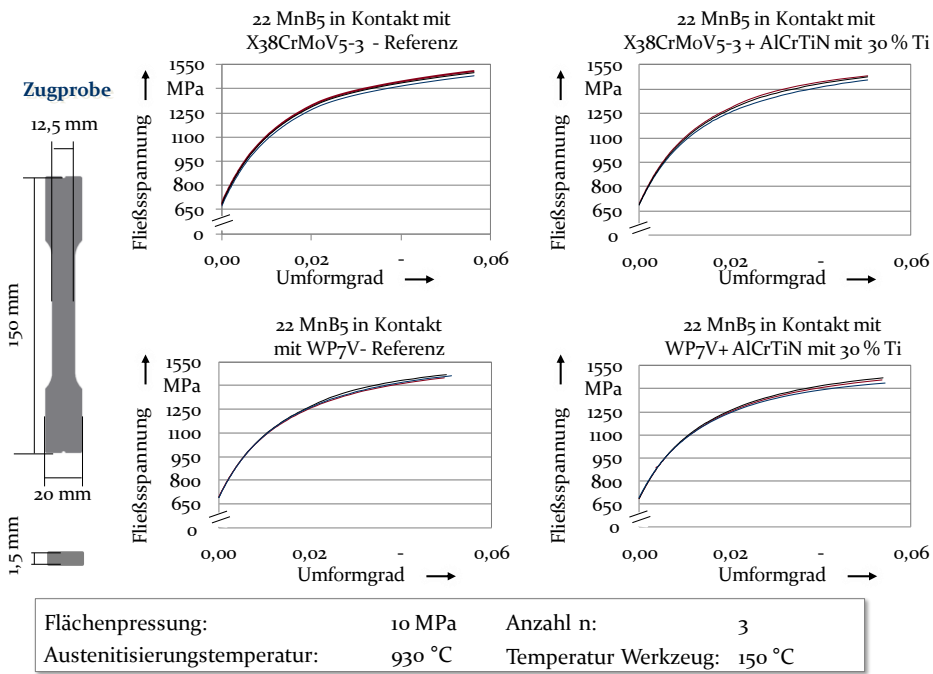 22 MnB5 in Kontakt mit
X38CrMoV5-3 - Referenz
22 MnB5 in Kontakt mit
X38CrMoV5-3 + AlCrTiN mit 30 % Ti
Zugprobe
12,5 mm
150 mm
20 mm
1,5 mm
Fließssspannung
1550
MPa
1250
1100
950
800
650
0
0,00
0,02
-
0,06
Umformgrad
Fließssspannung
1550
MPa
1250
1100
950
800
650
0
0,00
0,02
-
0,06
Umformgrad
22 MnB5 in Kontakt
mit WP7V- Referenz
22 MnB5 in Kontakt mit
WP7V+ AlCrTiN mit 30 % Ti
Fließssspannung
1550
MPa
1250
1100
950
800
650
0
0,00
0,02
-
0,06
Umformgrad
Fließssspannung
1550
MPa
1250
1100
950
800
650
0
0,00
0,02
-
0,06
Umformgrad
Flächenpressung: 10 MPa Anzahl n: 3
Austenitisierungstemperatur: 930 °C Temperatur Werkzeug: 150 °C